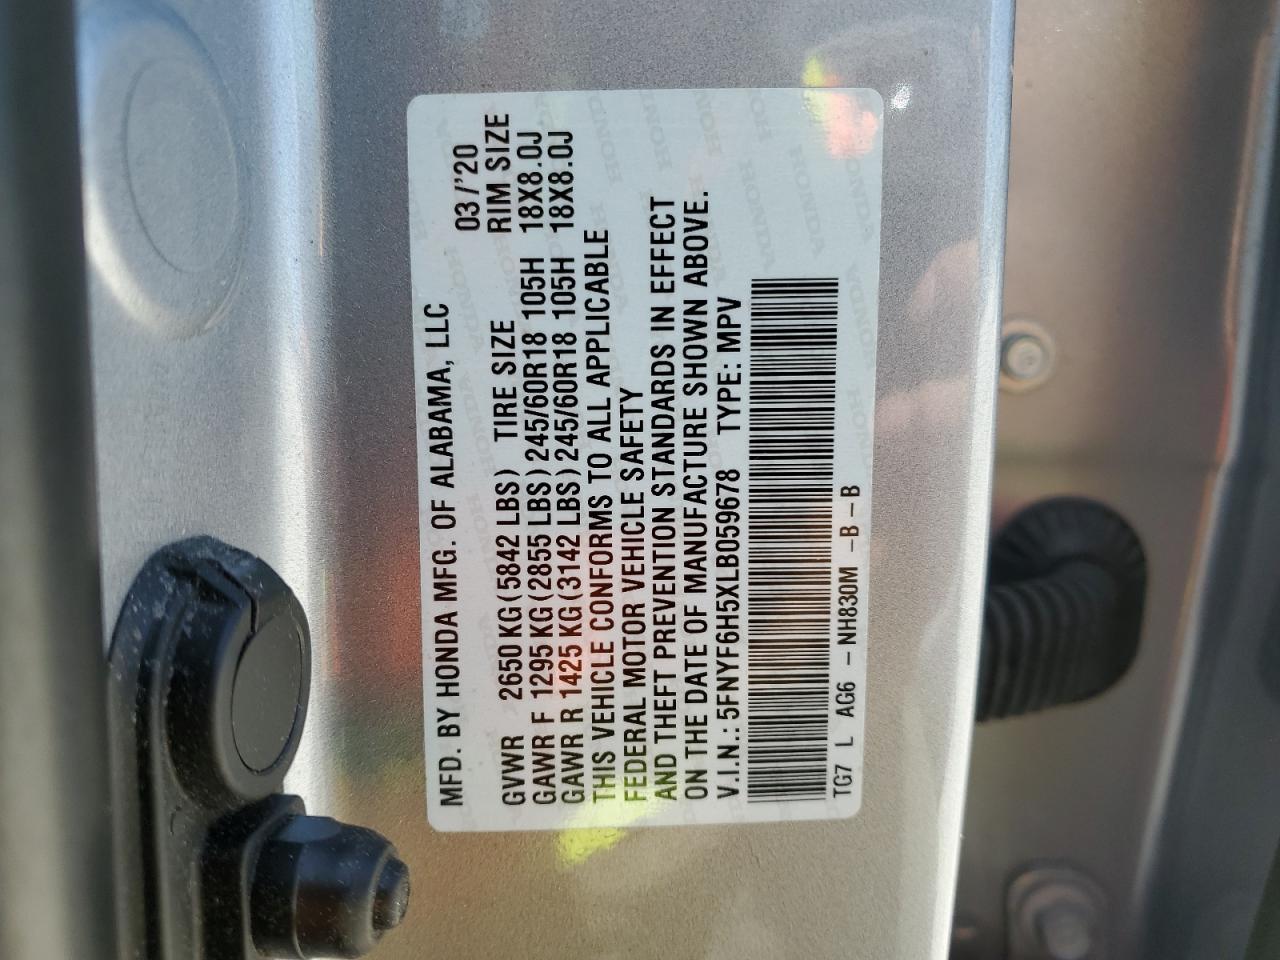 MFD. BY HONDA MFG. OF ALABAMA, LLC
03/'20
GVWR 2650 KG (5842 LBS) TIRE SIZE RIM SIZE
GAWR F 1295 KG (2855 LBS) 245/60R18 105H 18X8.0J
GAWR R 1425 KG (3142 LBS) 245/60R18 105H 18X8.0J
THIS VEHICLE CONFORMS TO ALL APPLICABLE
FEDERAL MOTOR VEHICLE SAFETY
AND THEFT PREVENTION STANDARDS IN EFFECT
ON THE DATE OF MANUFACTURE SHOWN ABOVE.
V.I.N.: 5FNYF6H5XLB059678 TYPE: MPV
TG7 L AG6 - NH830M -B -B